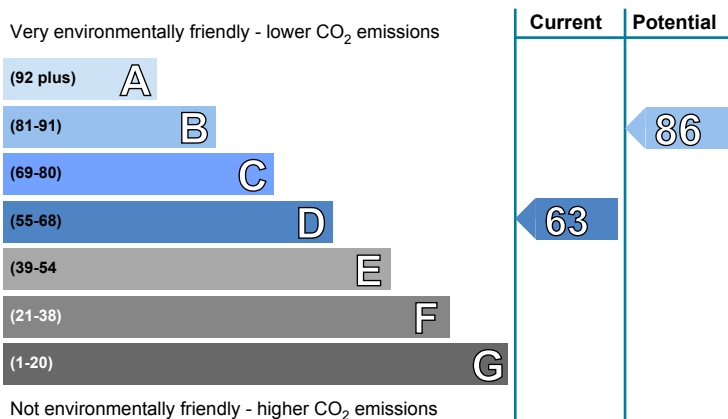 Current Potential
Very environmentally friendly - lower CO2 emissions
(92 plus) A
(81-91) B
86
(69-80) C
(55-68) D
63
(39-54 E
(21-38) F
(1-20) G
Not environmentally friendly - higher CO2 emissions